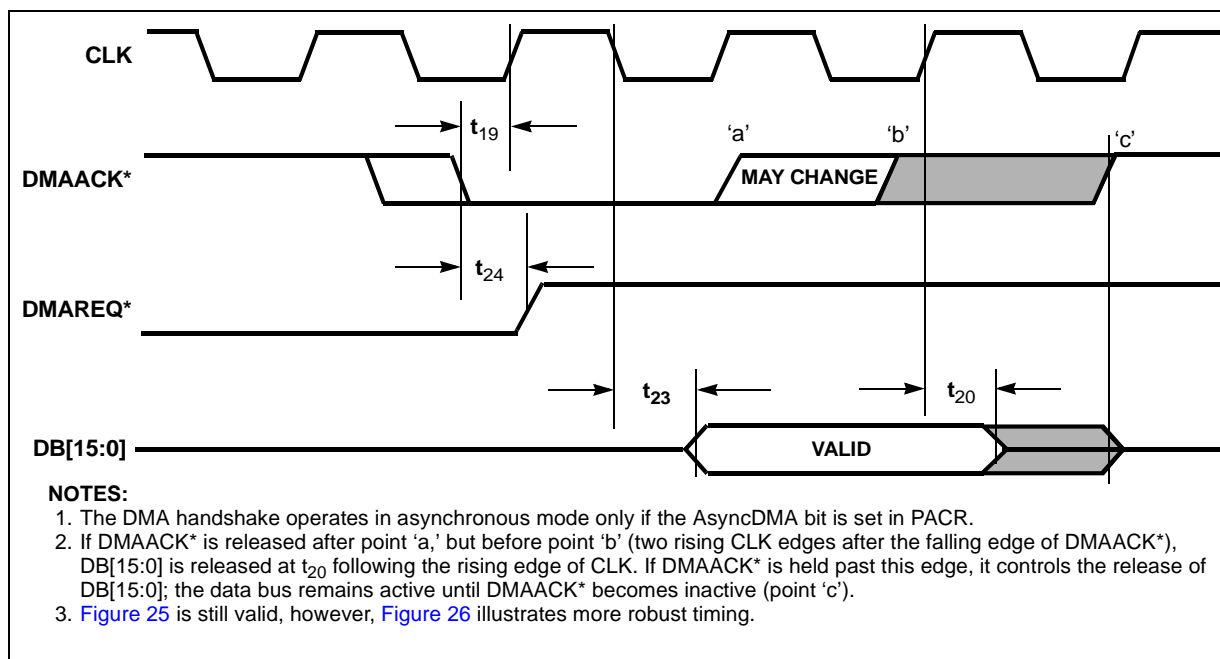 CLK
t19
‘a’
‘b’
‘c’
DMAACK*
MAY CHANGE
t24
DMAREQ*
t23
t20
DB[15:0]
VALID
NOTES:
1. The DMA handshake operates in asynchronous mode only if the AsyncDMA bit is set in PACR.
2. If DMAACK* is released after point ‘a,’ but before point ‘b’ (two rising CLK edges after the falling edge of DMAACK*),
DB[15:0] is released at t20 following the rising edge of CLK. If DMAACK* is held past this edge, it controls the release of
DB[15:0]; the data bus remains active until DMAACK* becomes inactive (point ‘c’).
3. Figure 25 is still valid, however, Figure 26 illustrates more robust timing.